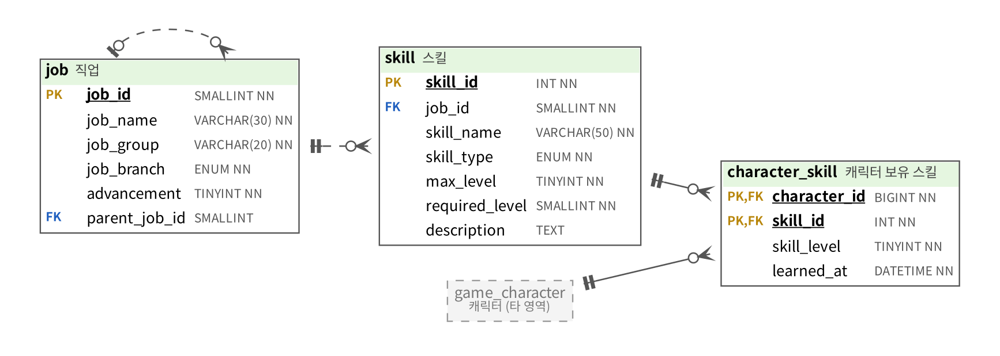 job 직업
PK job_id SMALLINT NN
job_name VARCHAR(30) NN
job_group VARCHAR(20) NN
job_branch ENUM NN
advancement TINYINT NN
FK parent_job_id SMALLINT
skill 스킬
PK skill_id INT NN
FK job_id SMALLINT NN
skill_name VARCHAR(50) NN
skill_type ENUM NN
max_level TINYINT NN
required_level SMALLINT NN
description TEXT
character_skill 캐릭터 보유 스킬
PK,FK character_id BIGINT NN
PK,FK skill_id INT NN
skill_level TINYINT NN
learned_at DATETIME NN
game_character
캐릭터 (타 영역)